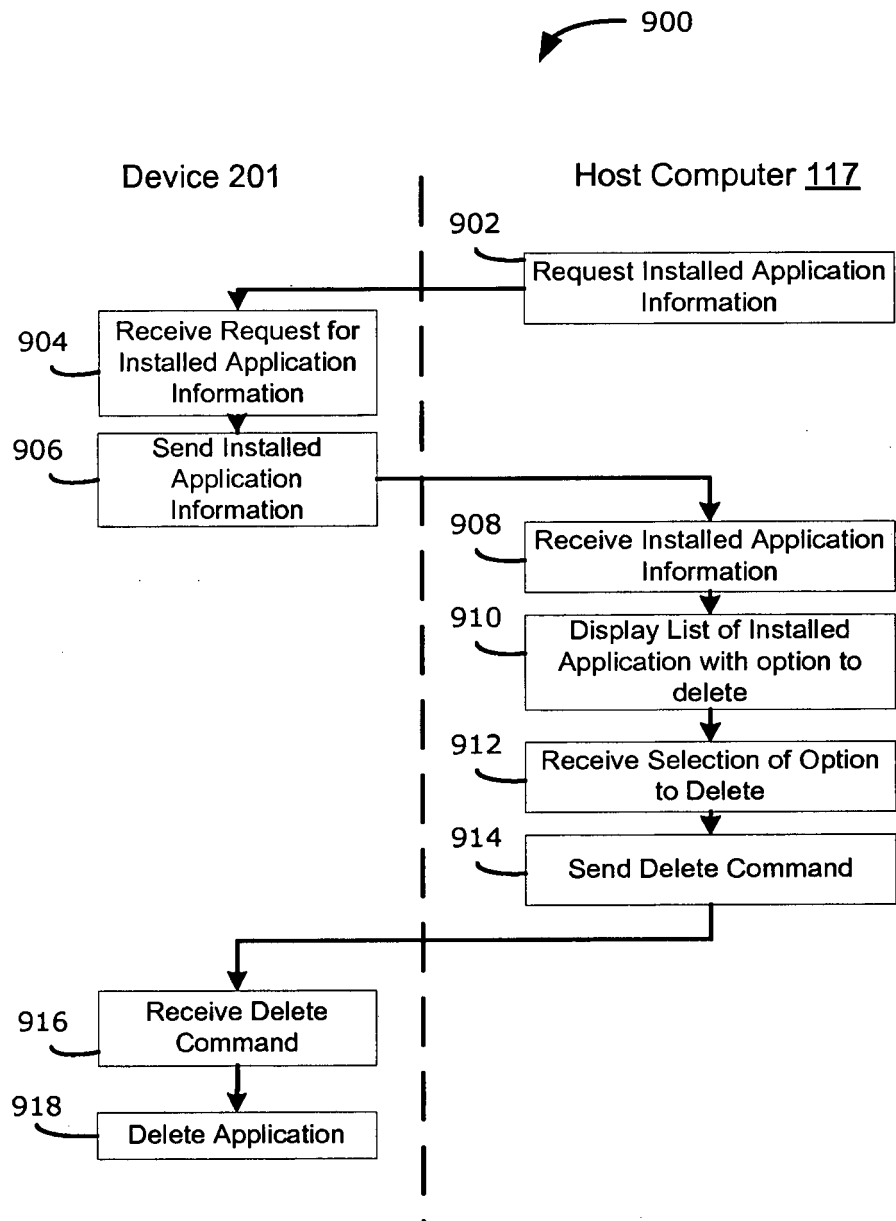 900
Device 201
Host Computer 117
902
Request Installed Application
Information
904
Receive Request for
Installed Application
Information
906
Send Installed
Application
Information
908
Receive Installed Application
Information
910
Display List of Installed
Application with option to
delete
912
Receive Selection of Option
to Delete
914
Send Delete Command
916
Receive Delete
Command
918
Delete Application